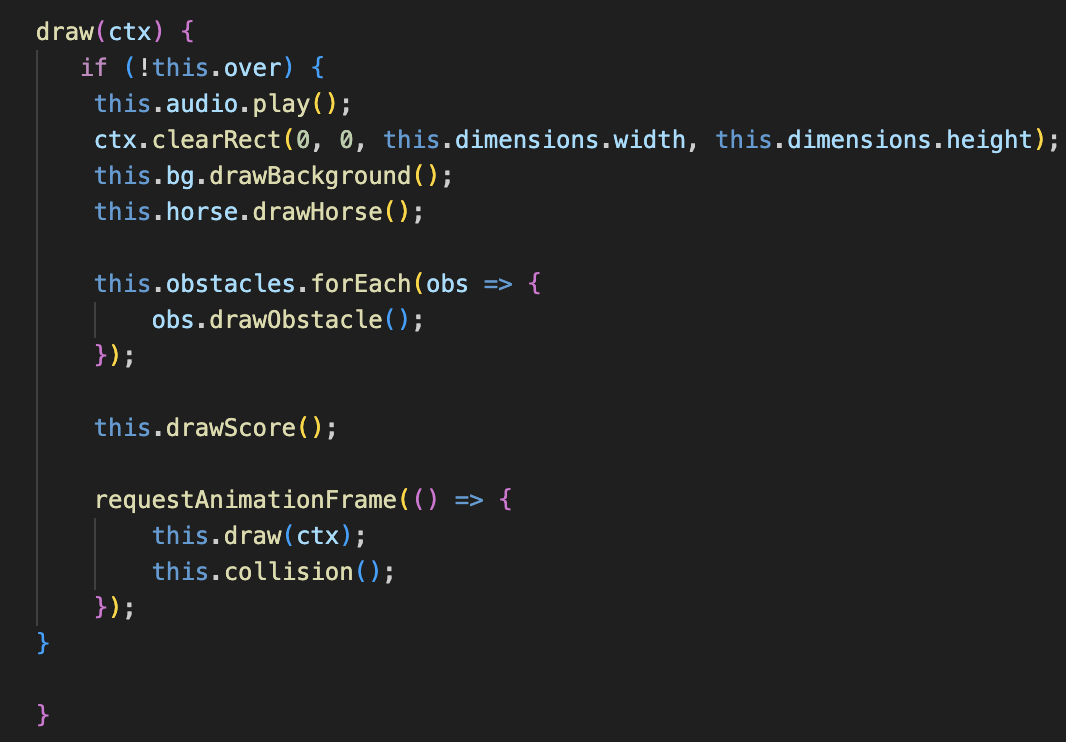 draw(ctx) {
if (!this.over) {
this.audio.play();
ctx.clearRect(0, 0, this.dimensions.width, this.dimensions.height);
this.bg.drawBackground();
this.horse.drawHorse();
this.obstacles.forEach(obs => {
obs.drawObstacle();
});
this.drawScore();
requestAnimationFrame(() => {
this.draw(ctx);
this.collision();
});
}
}